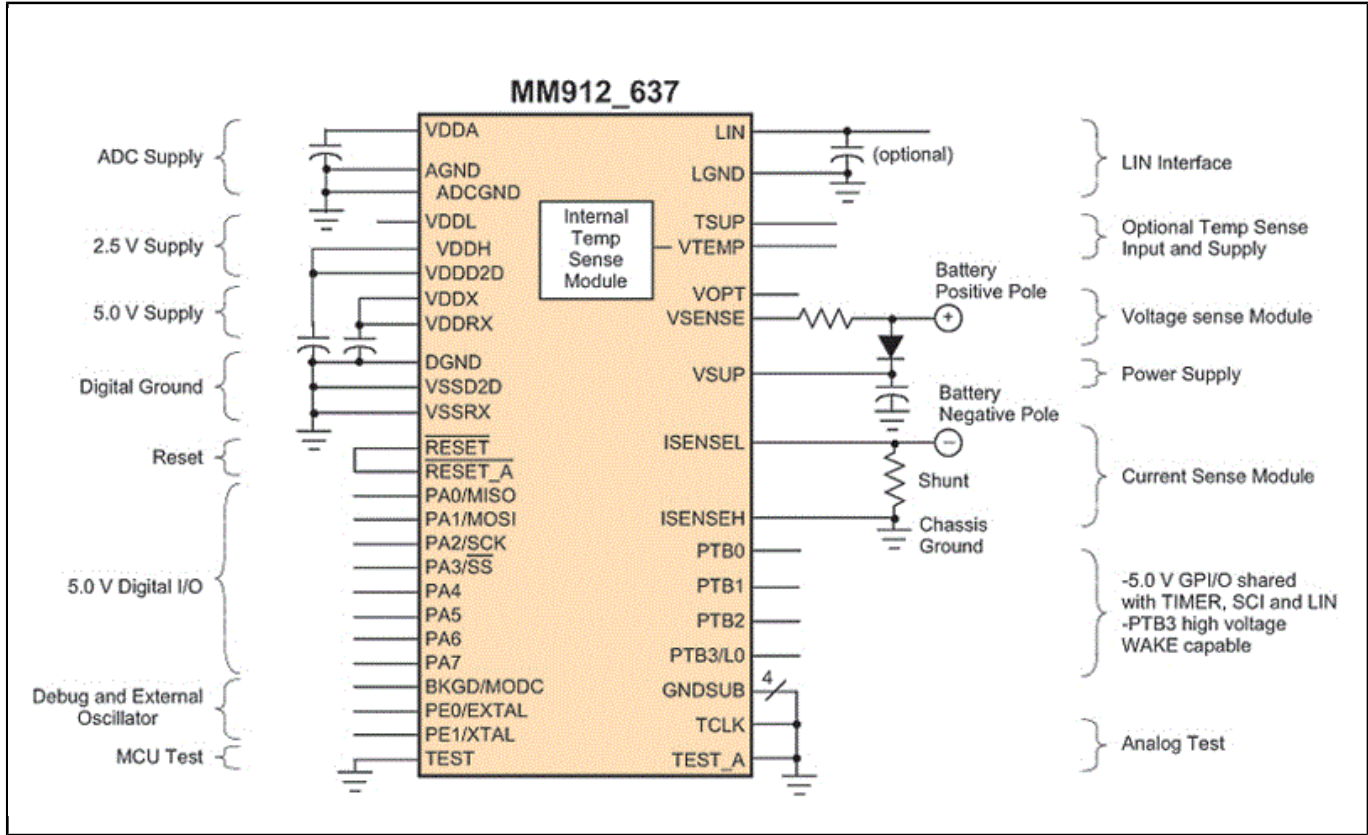 MM912_637
ADC Supply
2.5 V Supply
5.0 V Supply
Digital Ground
Reset
5.0 V Digital I/O
Debug and External
Oscillator
MCU Test
VDDA
AGND
ADCGND
VDDL
VDDH
VDDD2D
VDDX
VDDRX
DGND
VSSD2D
VSSRX
RESET
RESET_A
PA0/MISO
PA1/MOSI
PA2/SCK
PA3/SS
PA4
PA5
PA6
PA7
BKGD/MODC
PE0/EXTAL
PE1/XTAL
TEST
Internal
Temp
Sense
Module
LIN
LGND
TSUP
VTEMP
VOPT
VSENSE
VSUP
ISENSEL
ISENSEH
PTB0
PTB1
PTB2
PTB3/L0
GNDSUB
TCLK
TEST_A
(optional)
Battery
Positive Pole
+
Battery
Negative Pole
−
Shunt
Chassis
Ground
4
LIN Interface
Optional Temp Sense
Input and Supply
Voltage sense Module
Power Supply
Current Sense Module
-5.0 V GPI/O shared
with TIMER, SCI and LIN
-PTB3 high voltage
WAKE capable
Analog Test